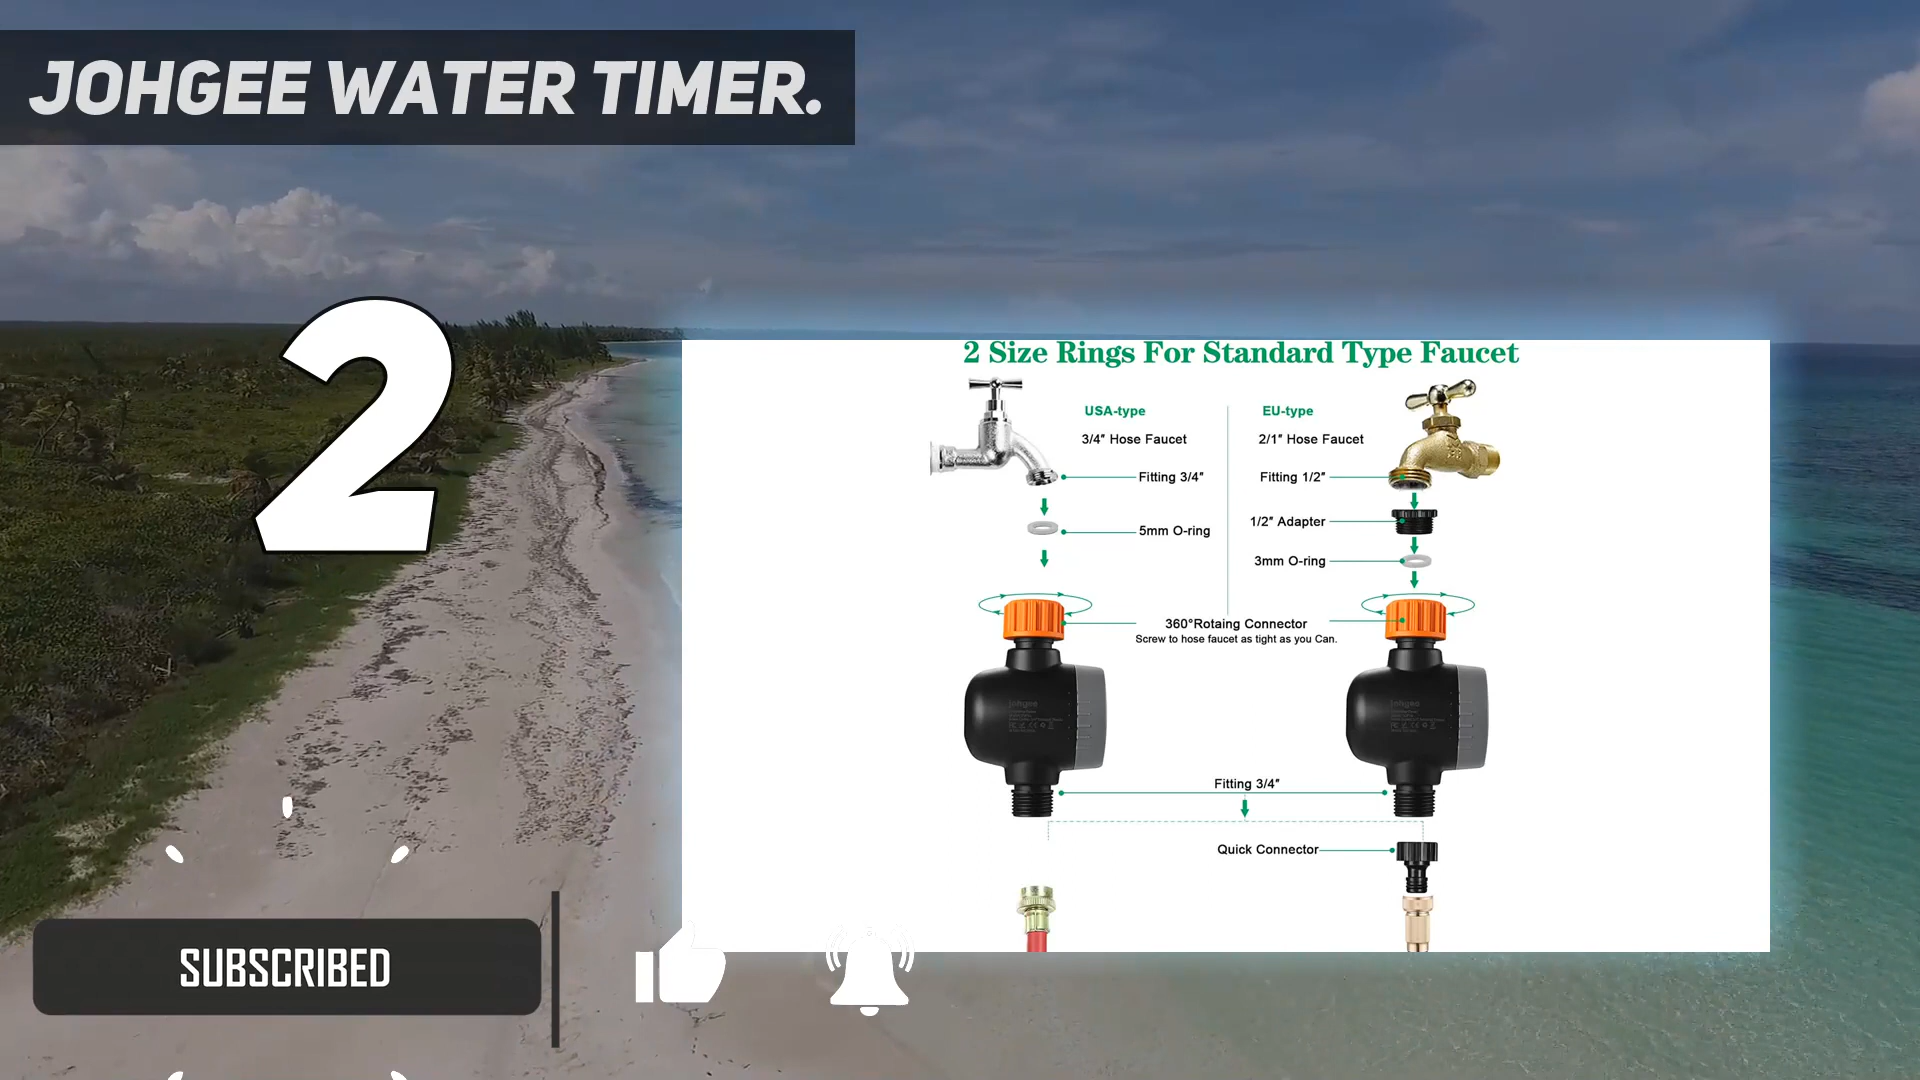 JOHGEE WATER TIMER.
2
2 Size Rings For Standard Type Faucet
USA-type
EU-type
3/4" Hose Faucet
2/1" Hose Faucet
Fitting 3/4"
Fitting 1/2"
1/2" Adapter
5mm O-ring
3mm O-ring
360°Rotaing Connector
Screw to hose faucet as tight as you Can.
johgee
johgee
Fitting 3/4"
Quick Connector
SUBSCRIBED